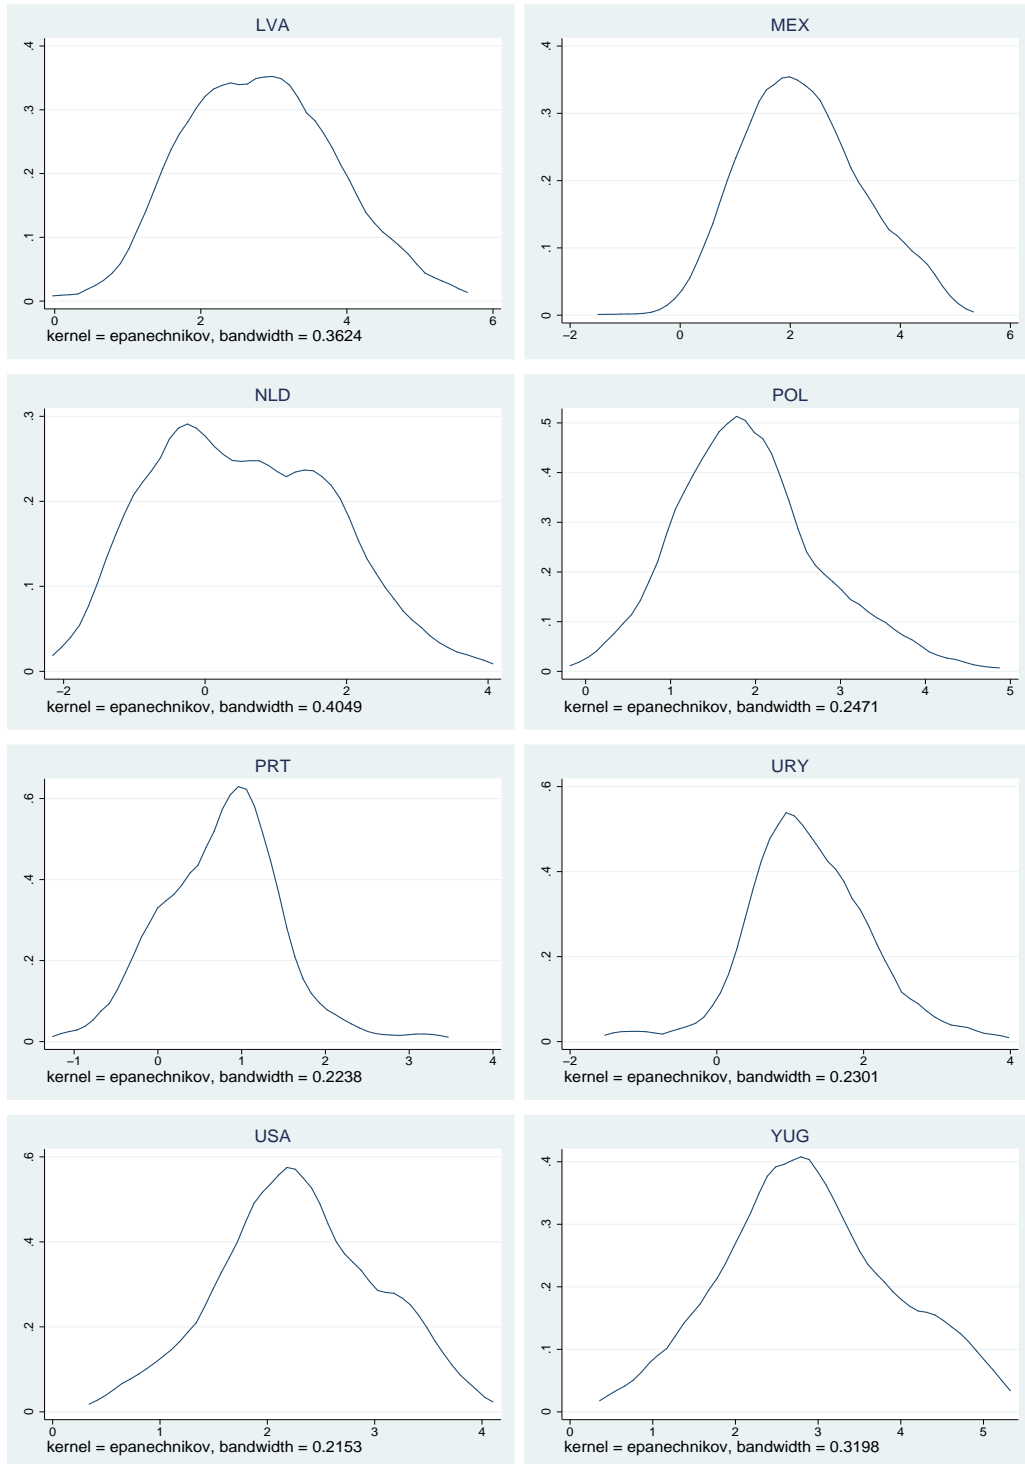 LVA
.4
.3
.2
.1
0
0 2 4 6
kernel = epanechnikov, bandwidth = 0.3624
MEX
.4
.3
.2
.1
0
−2 0 2 4 6
NLD
.3
.2
.1
0
−2 0 2 4
kernel = epanechnikov, bandwidth = 0.4049
POL
.5
.4
.3
.2
.1
0
0 1 2 3 4 5
kernel = epanechnikov, bandwidth = 0.2471
PRT
.6
.4
.2
0
−1 0 1 2 3 4
kernel = epanechnikov, bandwidth = 0.2238
URY
.6
.4
.2
0
−2 0 2 4
kernel = epanechnikov, bandwidth = 0.2301
USA
.6
.4
.2
0
0 1 2 3 4
kernel = epanechnikov, bandwidth = 0.2153
YUG
.4
.3
.2
.1
0
0 1 2 3 4 5
kernel = epanechnikov, bandwidth = 0.3198